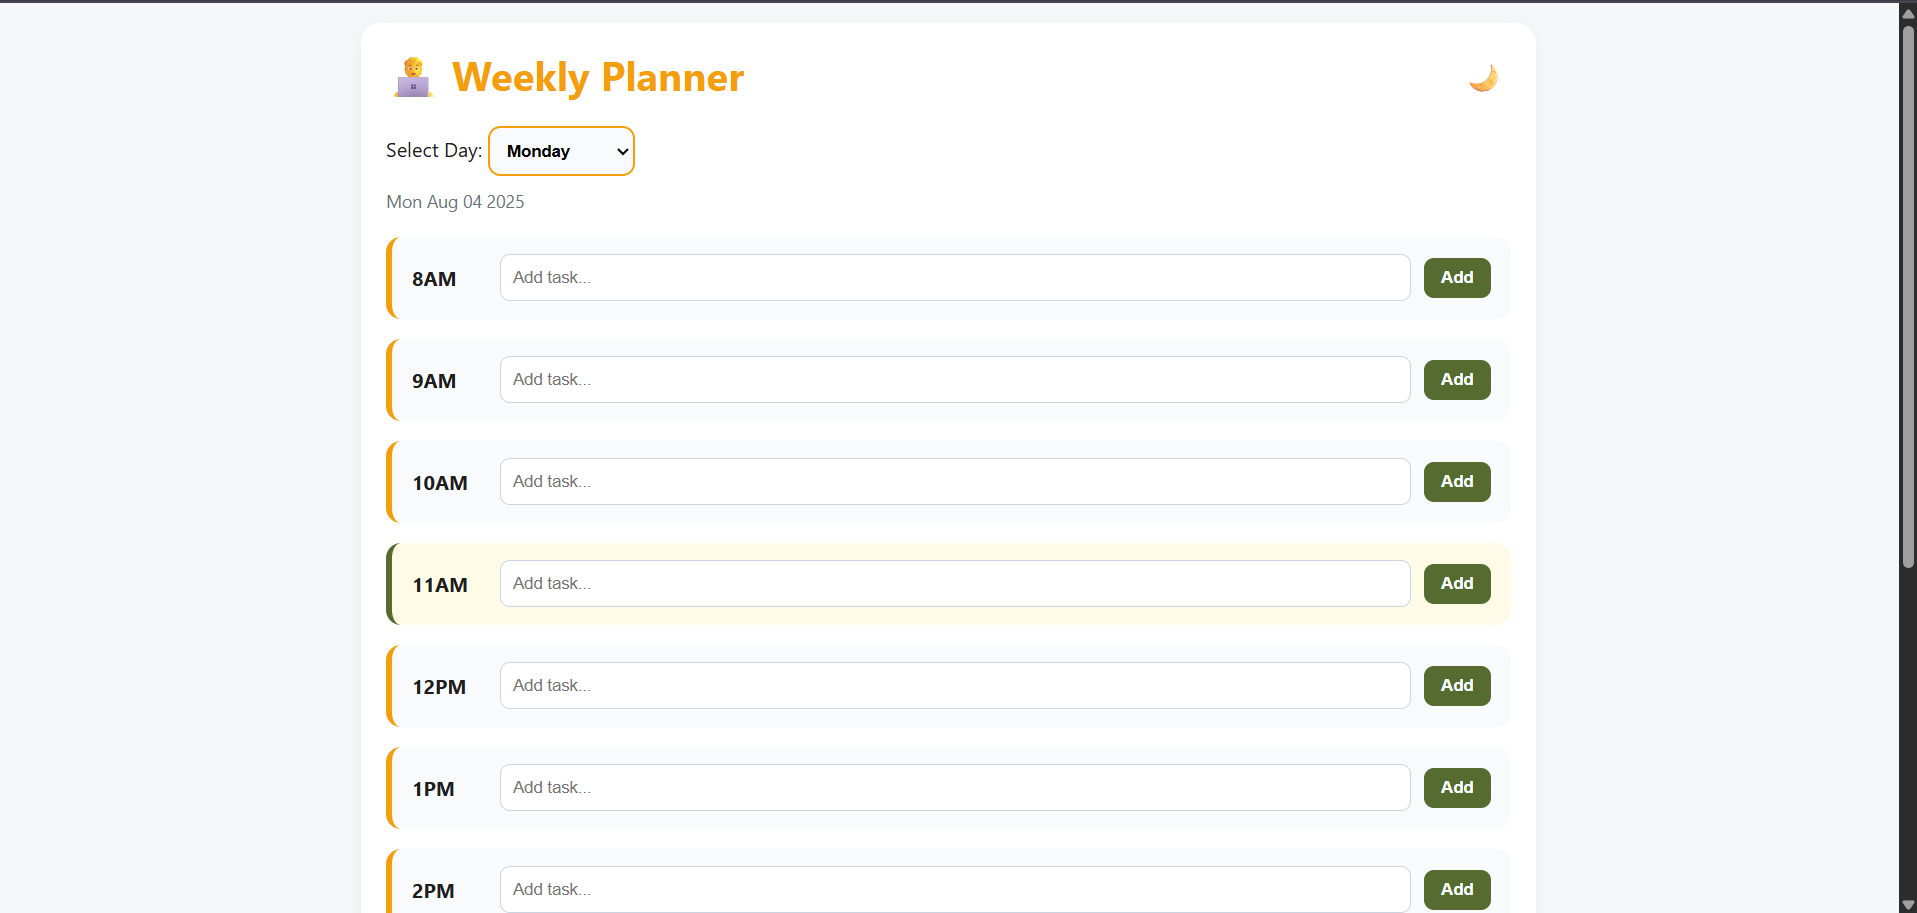 Weekly Planner
Select Day: Monday
Mon Aug 04 2025
8AM Add task... Add
9AM Add task... Add
10AM Add task... Add
11AM Add task... Add
12PM Add task... Add
1PM Add task... Add
2PM Add task... Add